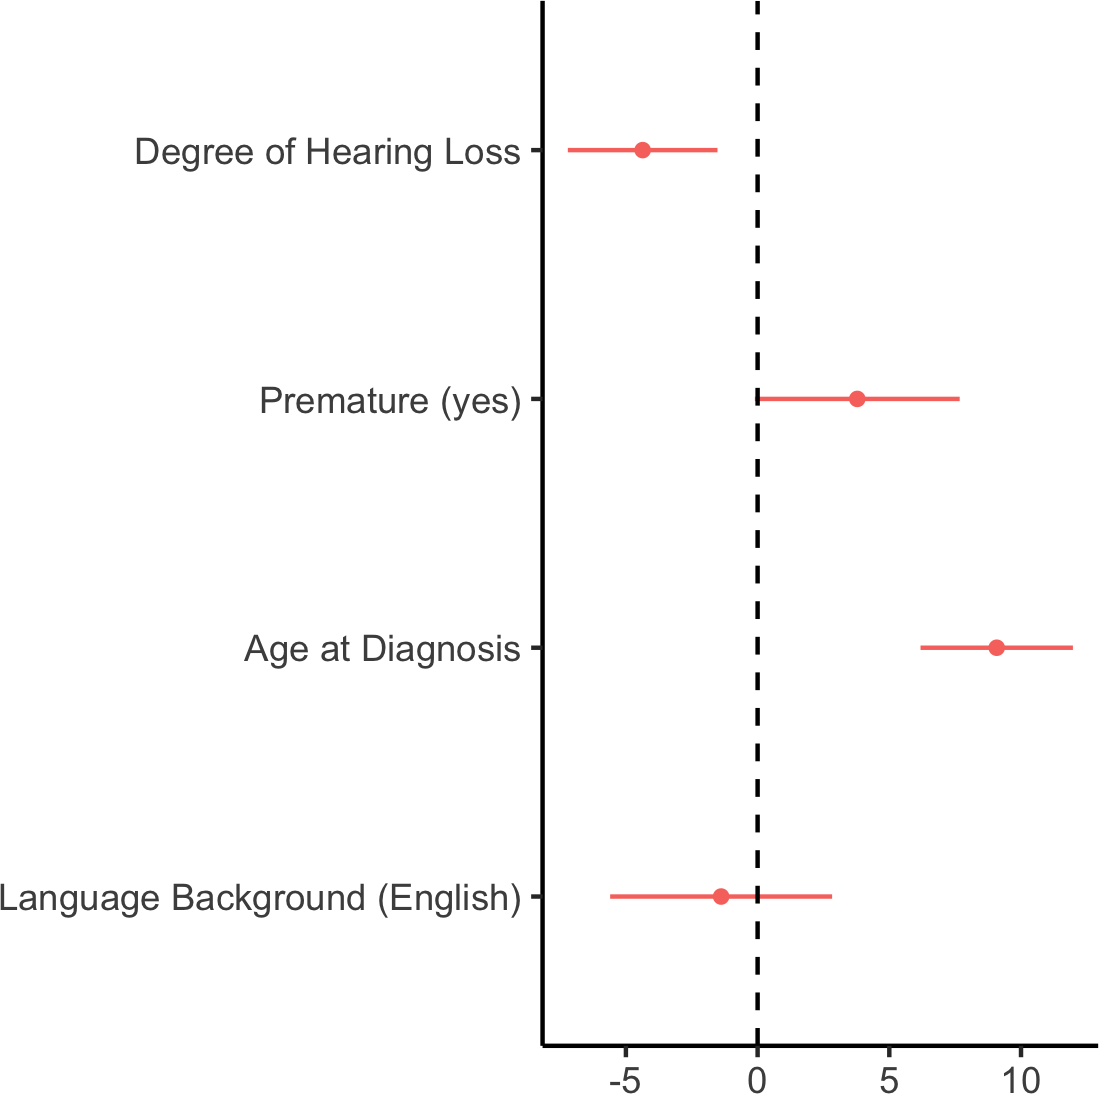 Degree of Hearing Loss
Premature (yes)
Age at Diagnosis
Language Background (English)
-5 0 5 10